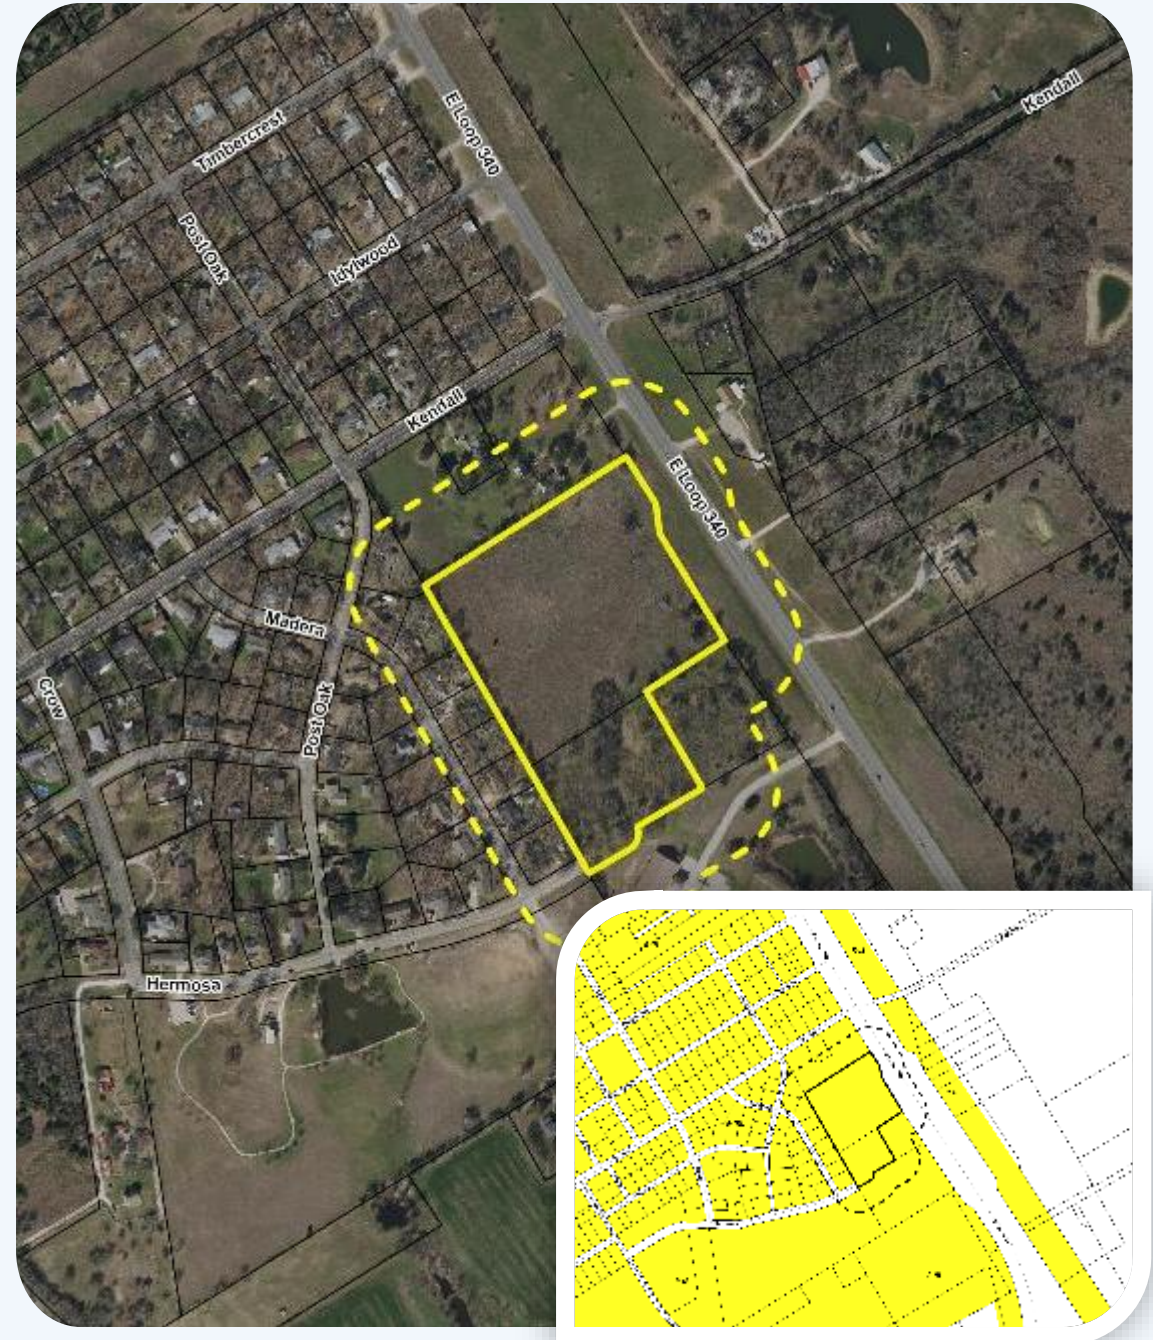 E Loop 340
Kendall
Timbercrest
Post Oak
Idylwood
Kendall
E Loop 340
Madera
Crow
Post Oak
Hermosa